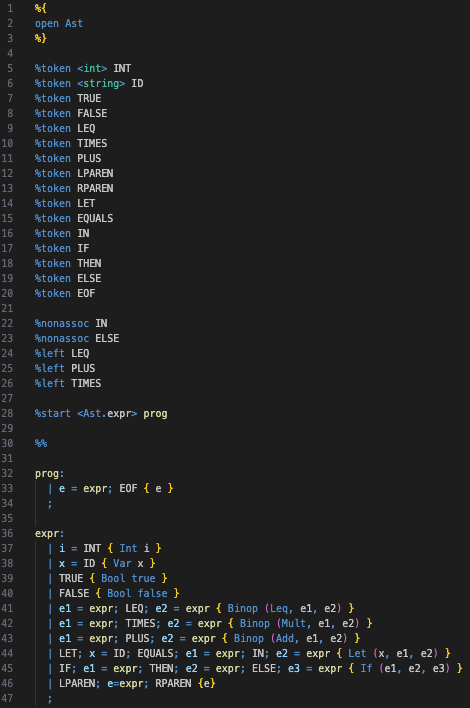 1 %{
2 open Ast
3 %}
4
5 %token <int> INT
6 %token <string> ID
7 %token TRUE
8 %token FALSE
9 %token LEQ
10 %token TIMES
11 %token PLUS
12 %token LPAREN
13 %token RPAREN
14 %token LET
15 %token EQUALS
16 %token IN
17 %token IF
18 %token THEN
19 %token ELSE
20 %token EOF
21
22 %nonassoc IN
23 %nonassoc ELSE
24 %left LEQ
25 %left PLUS
26 %left TIMES
27
28 %start <Ast.expr> prog
29
30 %%
31
32 prog:
33 | e = expr; EOF { e }
34 ;
35
36 expr:
37 | i = INT { Int i }
38 | x = ID { Var x }
39 | TRUE { Bool true }
40 | FALSE { Bool false }
41 | e1 = expr; LEQ; e2 = expr { Binop (Leq, e1, e2) }
42 | e1 = expr; TIMES; e2 = expr { Binop (Mult, e1, e2) }
43 | e1 = expr; PLUS; e2 = expr { Binop (Add, e1, e2) }
44 | LET; x = ID; EQUALS; e1 = expr; IN; e2 = expr { Let (x, e1, e2) }
45 | IF; e1 = expr; THEN; e2 = expr; ELSE; e3 = expr { If (e1, e2, e3) }
46 | LPAREN; e=expr; RPAREN {e}
47 ;